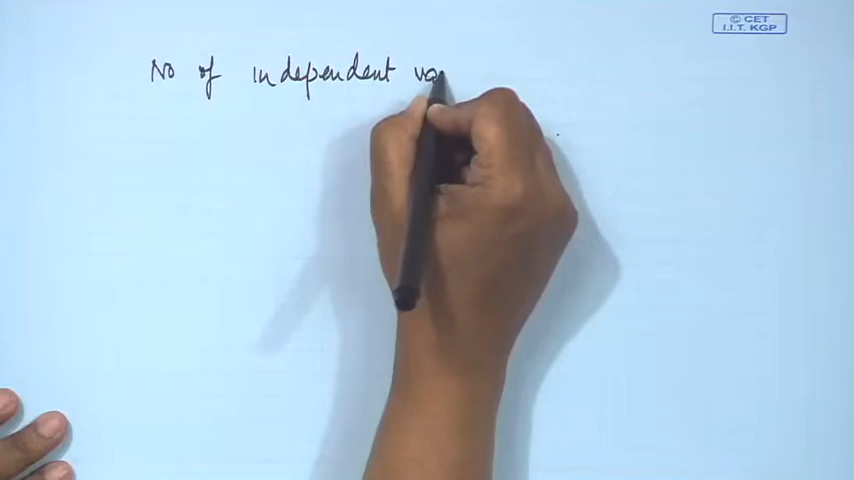 © CET
I.I.T. KGP
No of independent va